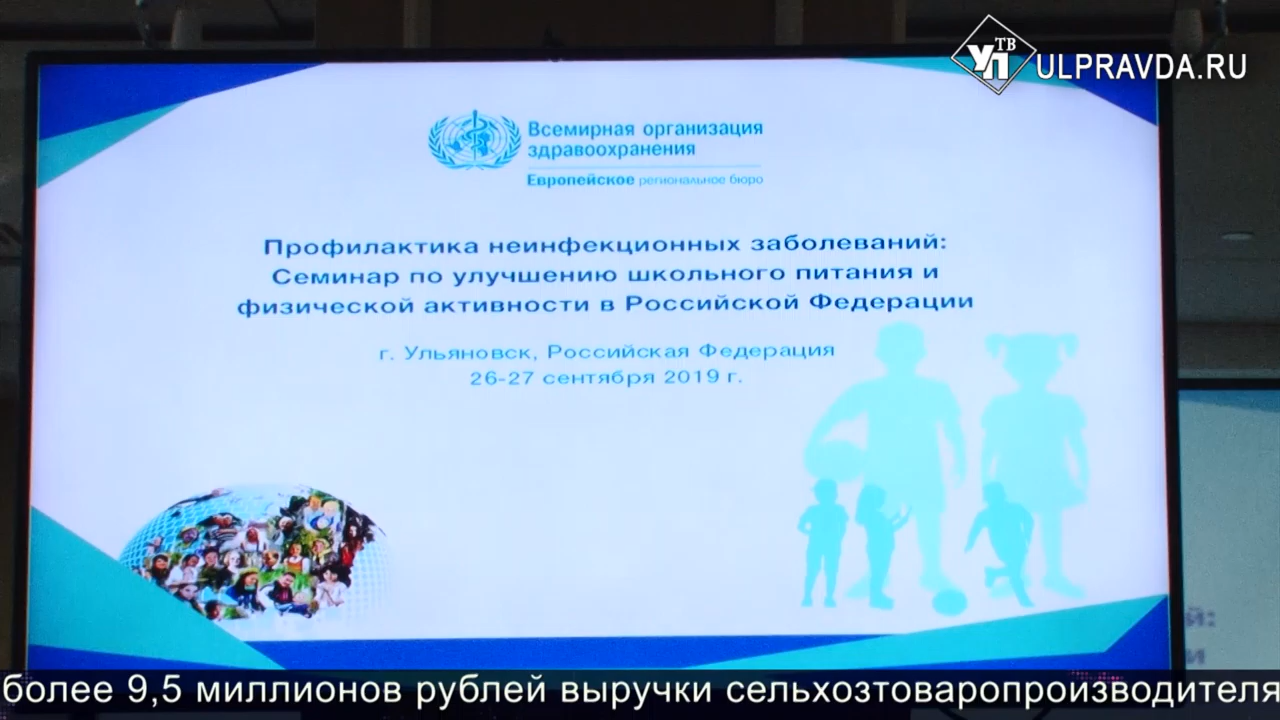 УП ТВ
ULPRAVDA.RU
Всемирная организация
здравоохранения
Европейское региональное бюро
Профилактика неинфекционных заболеваний:
Семинар по улучшению школьного питания и
физической активности в Российской Федерации
г. Ульяновск, Российская Федерация
26-27 сентября 2019 г.
более 9,5 миллионов рублей выручки сельхозтоваропроизводителя